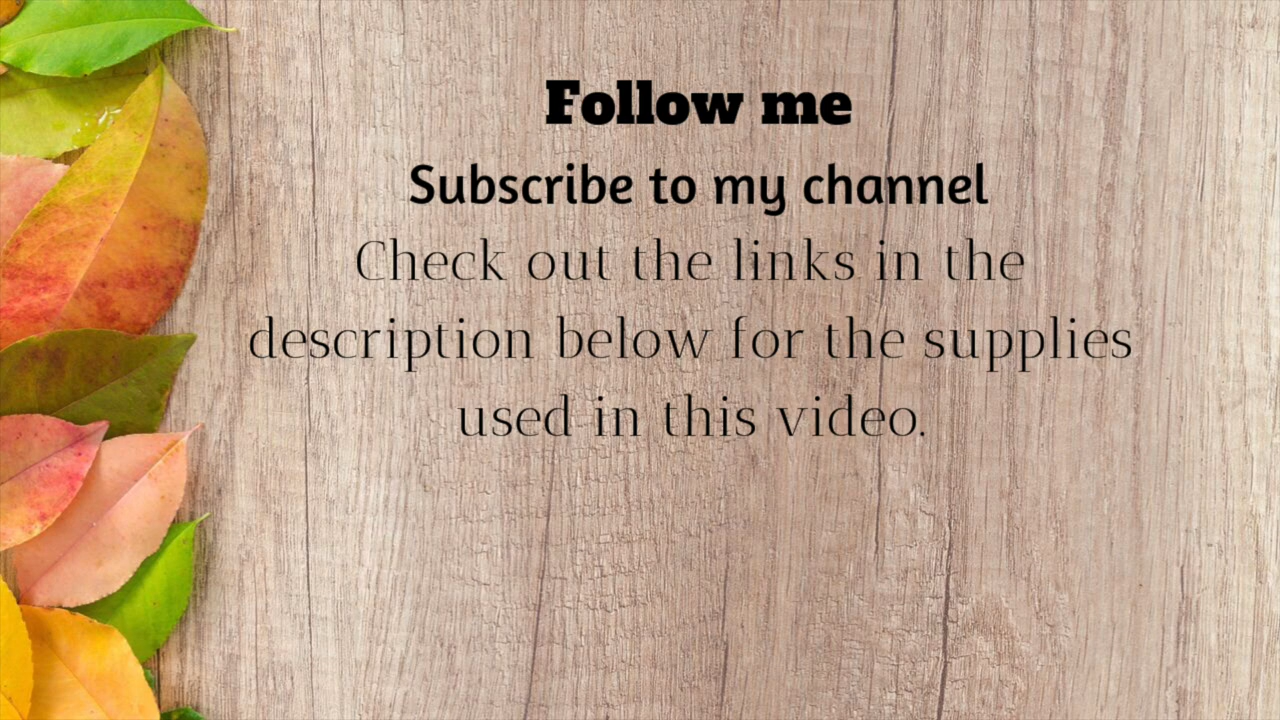 Follow me
Subscribe to my channel
Check out the links in the
description below for the supplies
used in this video.